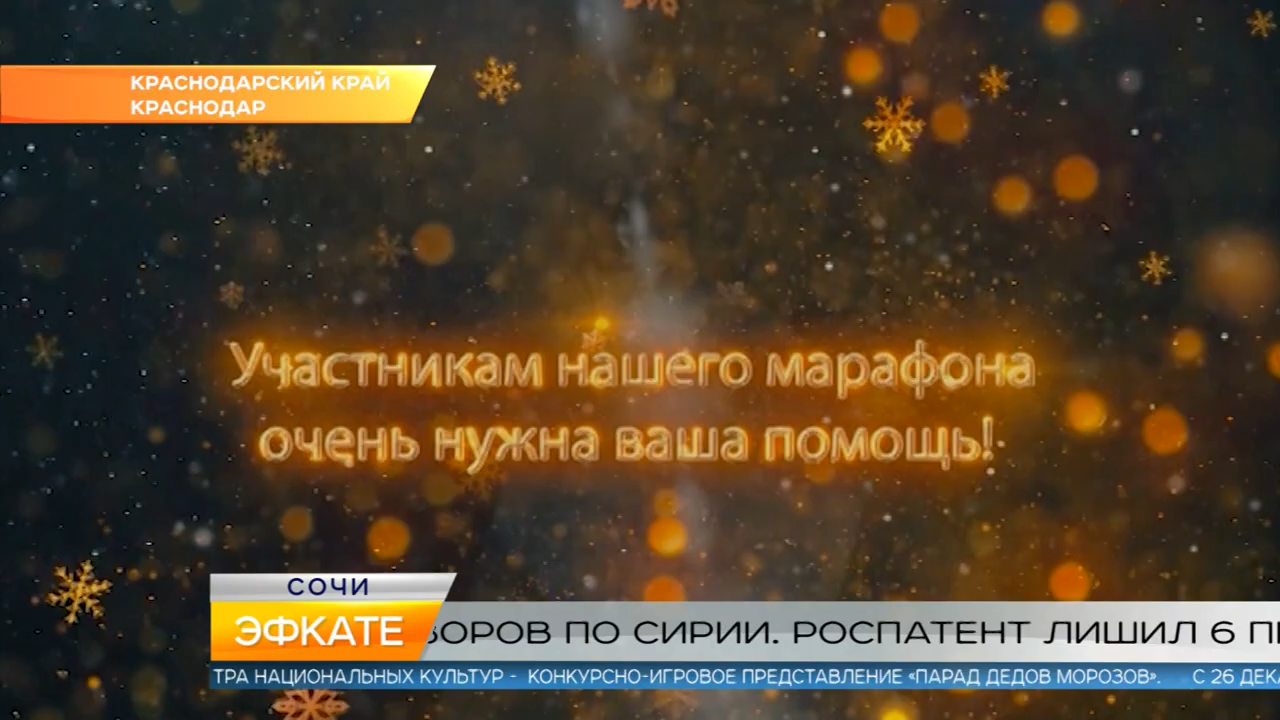 КРАСНОДАРСКИЙ КРАЙ
КРАСНОДАР
Участникам нашего марафона
очень нужна ваша помощь!
СОЧИ
ЭФКАТЕ
ВОРОВ ПО СИРИИ. РОСПАТЕНТ ЛИШИЛ 6
ТРА НАЦИОНАЛЬНЫХ КУЛЬТУР - КОНКУРСНО-ИГРОВОЕ ПРЕДСТАВЛЕНИЕ «ПАРАД ДЕДОВ МОРОЗОВ». С 26 ДЕКА